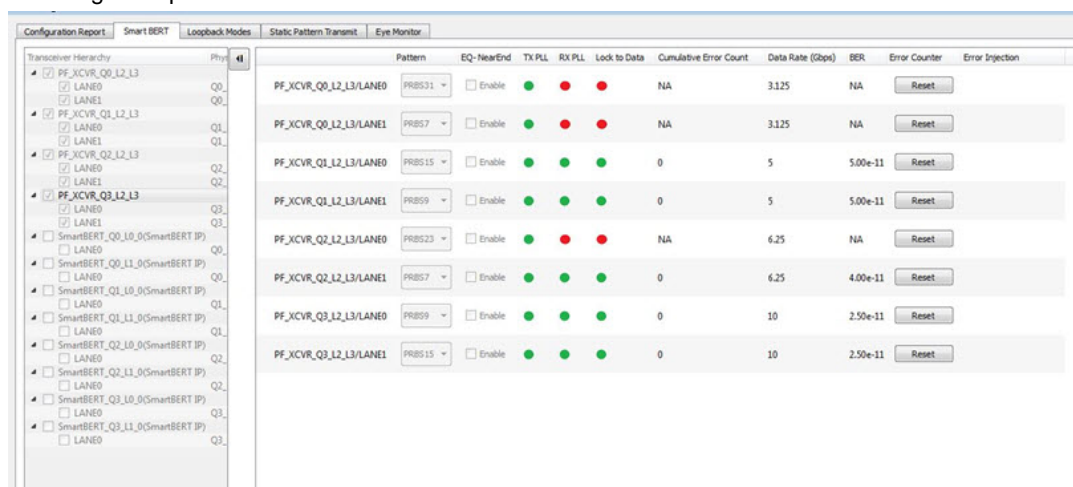 Configuration Report Smart BERT Loopback Modes Static Pattern Transmit Eye Monitor
Transceiver Hierarchy Phys
PF_XCVR_Q0_L2_L3
LANE0 Q0_
LANE1 Q0_
PF_XCVR_Q1_L2_L3
LANE0 Q1_
LANE1 Q1_
PF_XCVR_Q2_L2_L3
LANE0 Q2_
LANE1 Q2_
PF_XCVR_Q3_L2_L3
LANE0 Q3_
LANE1 Q3_
SmartBERT_Q0_L0_0(SmartBERT IP)
LANE0 Q0_
SmartBERT_Q0_L1_0(SmartBERT IP)
LANE0 Q0_
SmartBERT_Q1_L0_0(SmartBERT IP)
LANE0 Q1_
SmartBERT_Q1_L1_0(SmartBERT IP)
LANE0 Q1_
SmartBERT_Q2_L0_0(SmartBERT IP)
LANE0 Q2_
SmartBERT_Q2_L1_0(SmartBERT IP)
LANE0 Q2_
SmartBERT_Q3_L0_0(SmartBERT IP)
LANE0 Q3_
SmartBERT_Q3_L1_0(SmartBERT IP)
LANE0 Q3_
Pattern EQ-NearEnd TX PLL RX PLL Lock to Data Cumulative Error Count Data Rate (Gbps) BER Error Counter Error Injection
PF_XCVR_Q0_L2_L3/LANE0 PRBS31 Enable NA 3.125 NA Reset
PF_XCVR_Q0_L2_L3/LANE1 PRBS7 Enable NA 3.125 NA Reset
PF_XCVR_Q1_L2_L3/LANE0 PRBS15 Enable 0 5 5.00e-11 Reset
PF_XCVR_Q1_L2_L3/LANE1 PRBS9 Enable 0 5 5.00e-11 Reset
PF_XCVR_Q2_L2_L3/LANE0 PRBS23 Enable NA 6.25 NA Reset
PF_XCVR_Q2_L2_L3/LANE1 PRBS7 Enable 0 6.25 4.00e-11 Reset
PF_XCVR_Q3_L2_L3/LANE0 PRBS9 Enable 0 10 2.50e-11 Reset
PF_XCVR_Q3_L2_L3/LANE1 PRBS15 Enable 0 10 2.50e-11 Reset